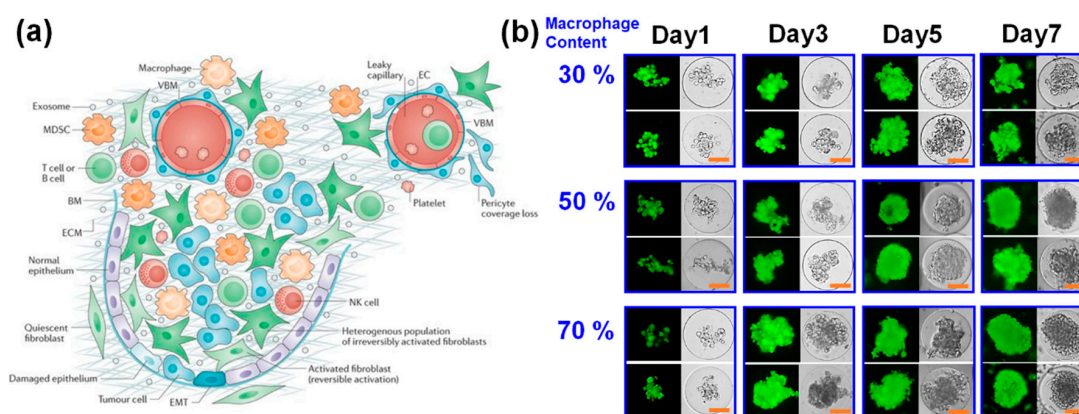 (a)
Macrophage
VBM
Exosome
MDSC
T cell or
B cell
BM
ECM
Normal
epithelium
Quiescent
fibroblast
Damaged epithelium
Tumour cell
EMT
Leaky
capillary
EC
VBM
Platelet
Pericyte
coverage loss
NK cell
Heterogenous population
of irreversibly activated fibroblasts
Activated fibroblast
(reversible activation)
(b)
Macrophage
Content
Day1
Day3
Day5
Day7
30 %
50 %
70 %